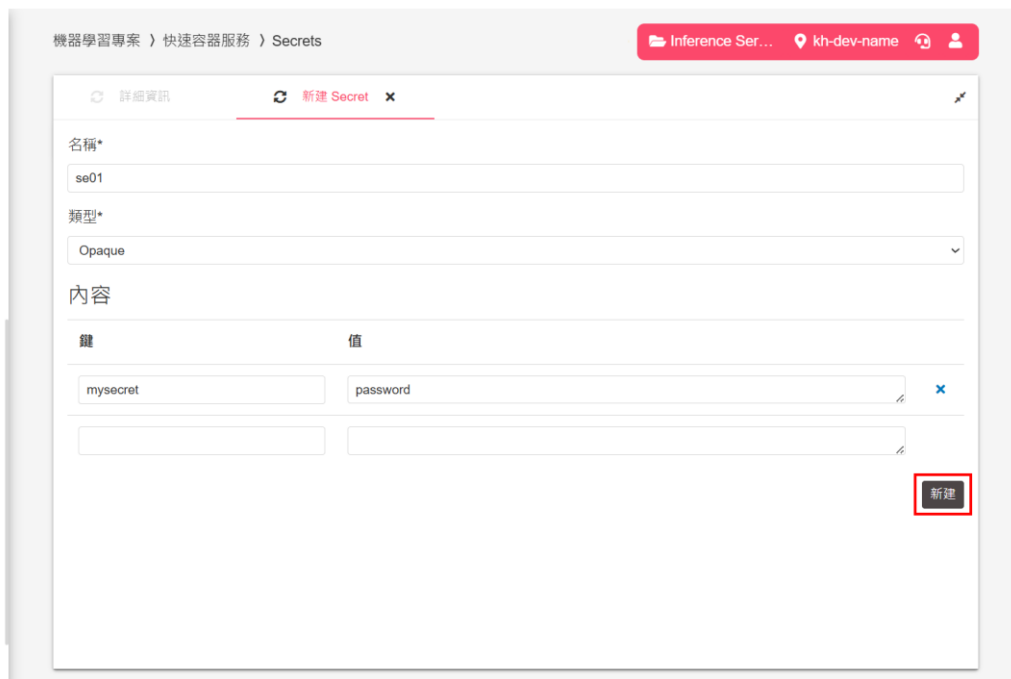 機器學習專案 》快速容器服務 》Secrets
Inference Ser... kh-dev-name
詳細資訊 新建 Secret ×
名稱*
se01
類型*
Opaque
內容
鍵 值
mysecret password ×
新建